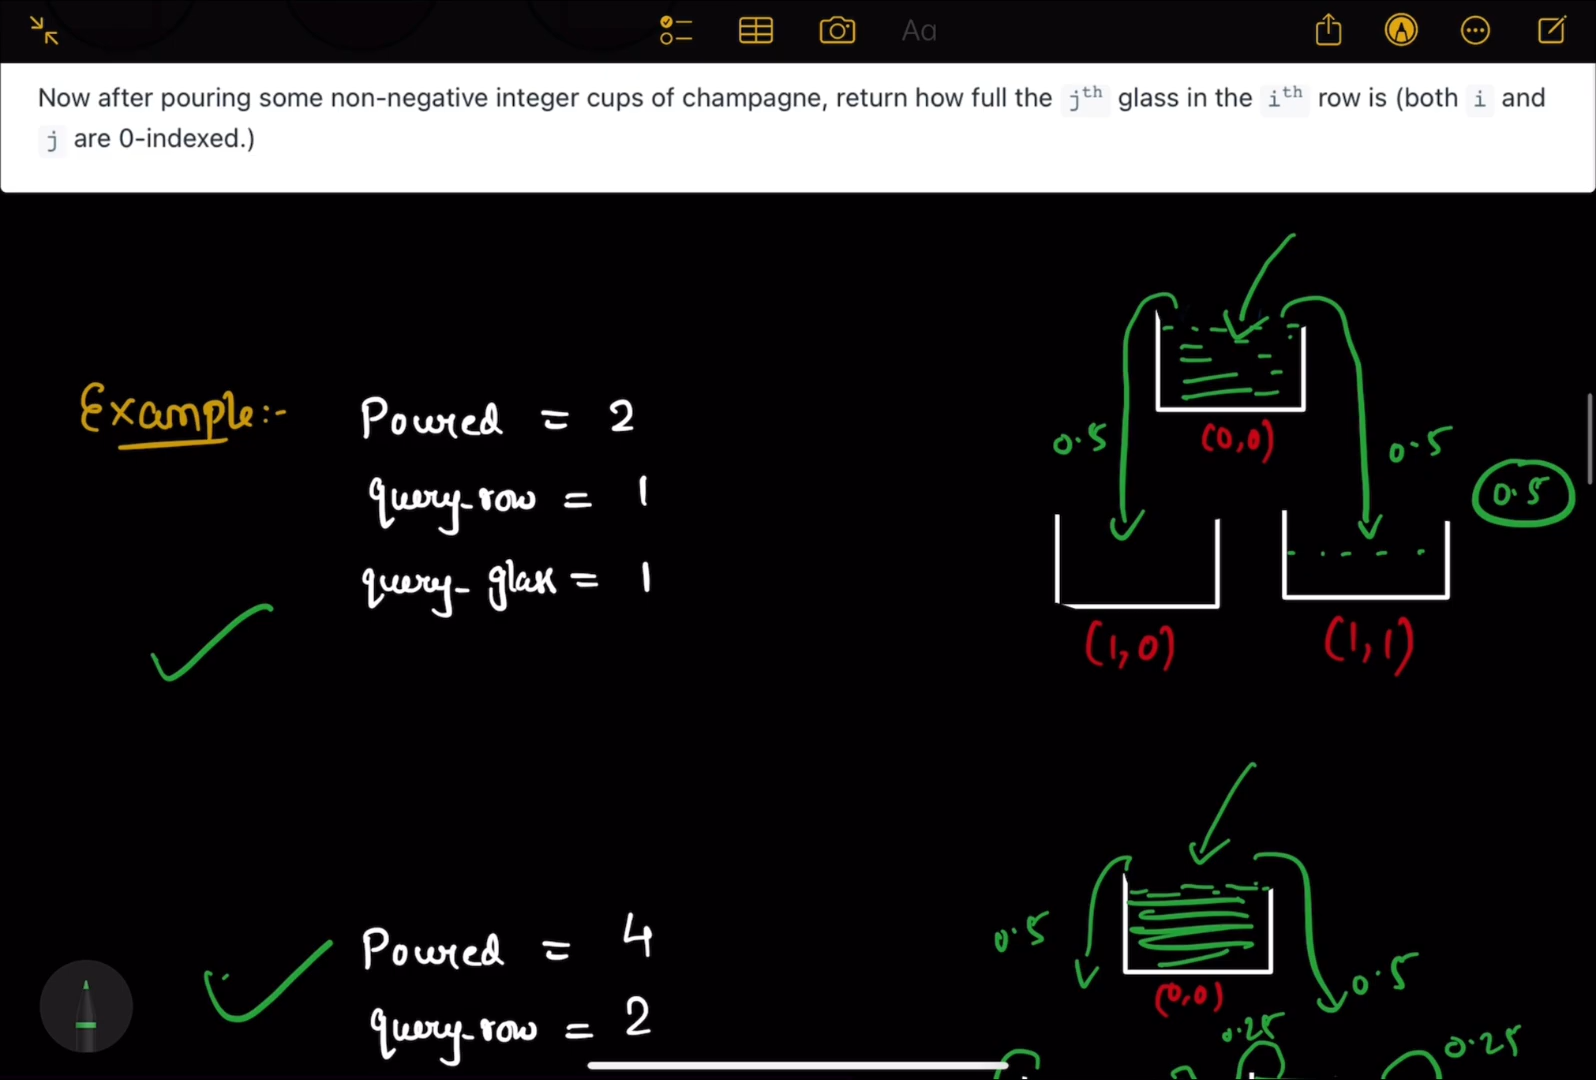 Aa
Now after pouring some non-negative integer cups of champagne, return how full the jth glass in the ith row is (both i and
j are 0-indexed.)
Example:-
Poured = 2
query-row = 1
query-glass = 1
0.5
(0,0)
0.5
0.5
(1,0)
(1,1)
Poured = 4
query-row = 2
0.5
(0,0)
0.5
0.25
0.25